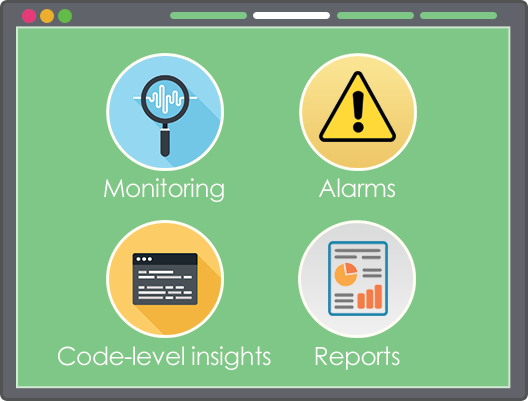 Monitoring
Alarms
Code-level insights
Reports